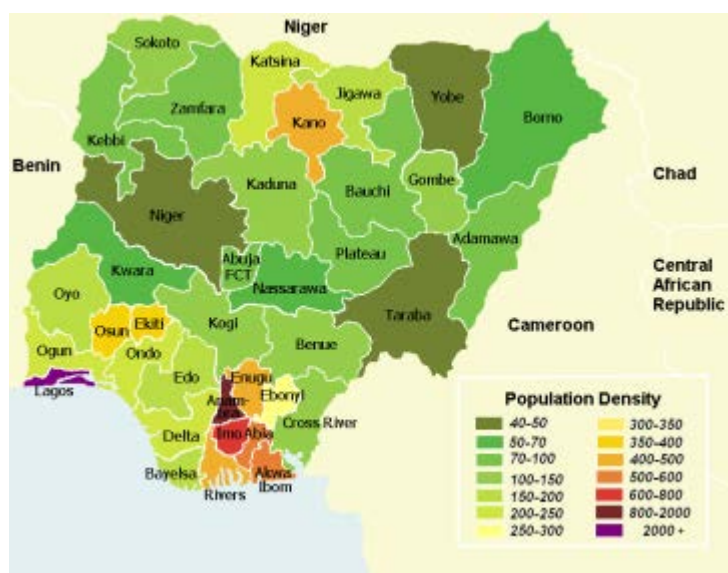 Niger
Sokoto
Katsina
Jigawa
Yobe
Zamfara
Kano
Borno
Kebbi
Benin
Kaduna
Gombe
Chad
Bauchi
Niger
Adamawa
Abuja
FCT
Plateau
Kwara
Nassarawa
Central
African
Republic
Oyo
Taraba
Kogi
Cameroon
Osun
Ekiti
Benue
Ogun
Ondo
Edo
Enugu
Lagos
Anam-
bra
Ebonyi
Cross River
Delta
Imo
Abia
Bayelsa
Rivers
Akwa
Ibom
Population Density
40-50
50-70
70-100
100-150
150-200
200-250
250-300
300-350
350-400
400-500
500-600
600-800
800-2000
2000 +